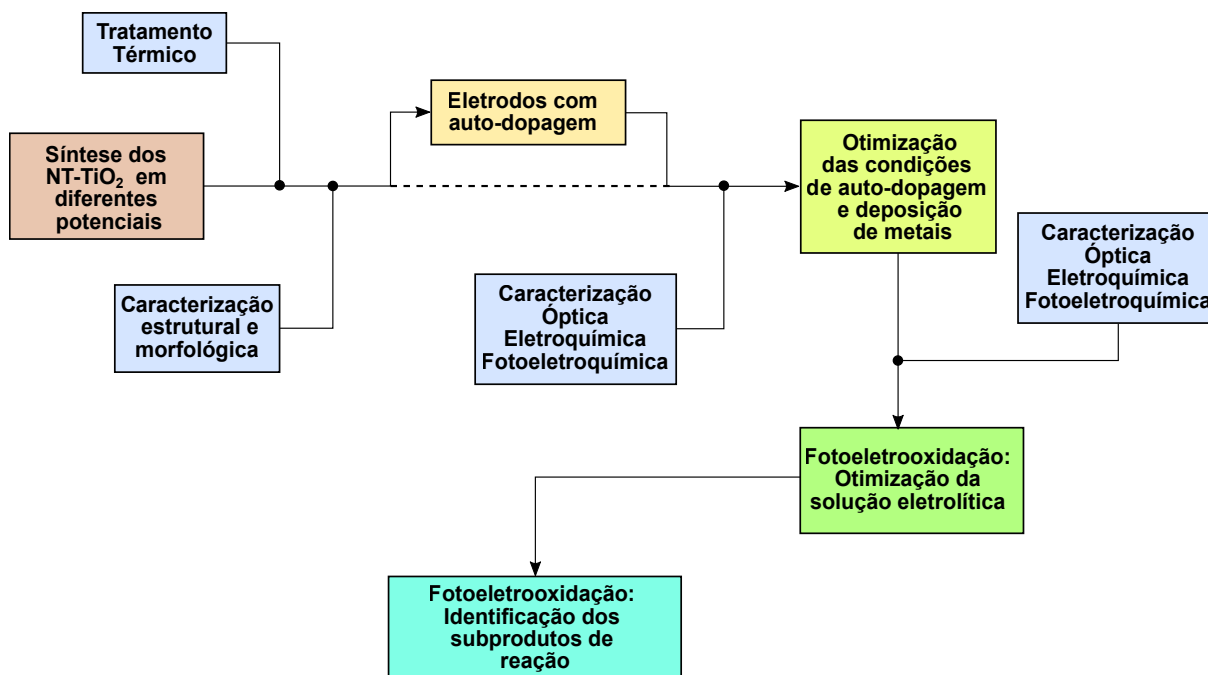 Tratamento
Térmico
Eletrodos com
auto-dopagem
Síntese dos
NT-TiO₂ em
diferentes
potenciais
Otimização
das condições
de auto-dopagem
e deposição
de metais
Caracterização
estrutural e
morfológica
Caracterização
Óptica
Eletroquímica
Fotoeletroquímica
Caracterização
Óptica
Eletroquímica
Fotoeletroquímica
Fotoeletrooxidação:
Otimização da
solução eletrolítica
Fotoeletrooxidação:
Identificação dos
subprodutos de
reação